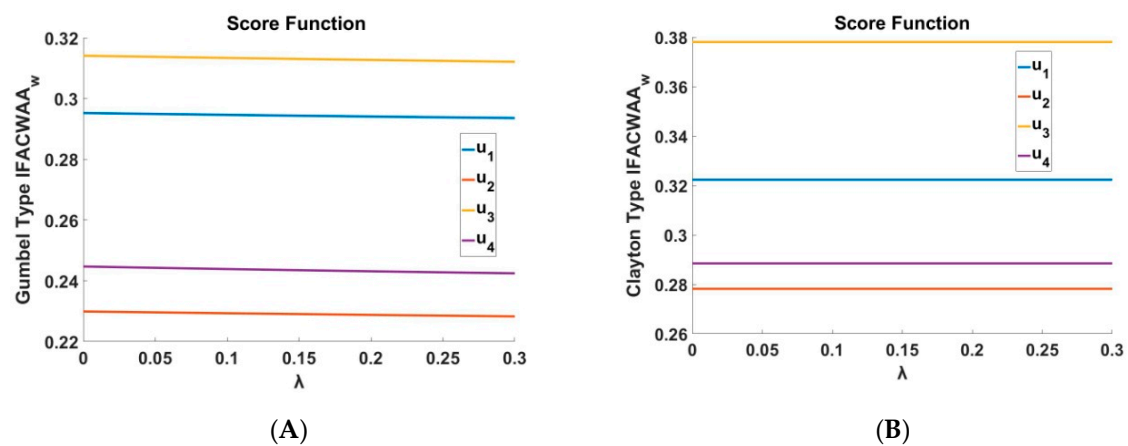 Score Function
Gumbel Type IFACWAA_w
0.32
0.3
0.28
0.26
0.24
0.22
0
0.05
0.1
0.15
0.2
0.25
0.3
λ
u_1
u_2
u_3
u_4
(A)
Score Function
Clayton Type IFACWAA_w
0.38
0.36
0.34
0.32
0.3
0.28
0.26
0
0.05
0.1
0.15
0.2
0.25
0.3
λ
u_1
u_2
u_3
u_4
(B)